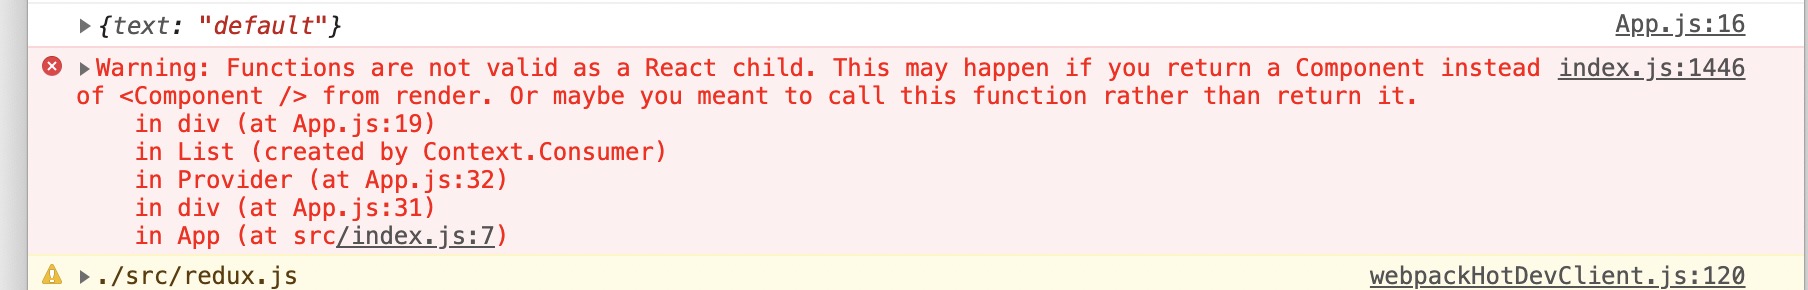 ▶{text: "default"} App.js:16
▶Warning: Functions are not valid as a React child. This may happen if you return a Component instead index.js:1446
of <Component /> from render. Or maybe you meant to call this function rather than return it.
in div (at App.js:19)
in List (created by Context.Consumer)
in Provider (at App.js:32)
in div (at App.js:31)
in App (at src/index.js:7)
▶./src/redux.js webpackHotDevClient.js:120